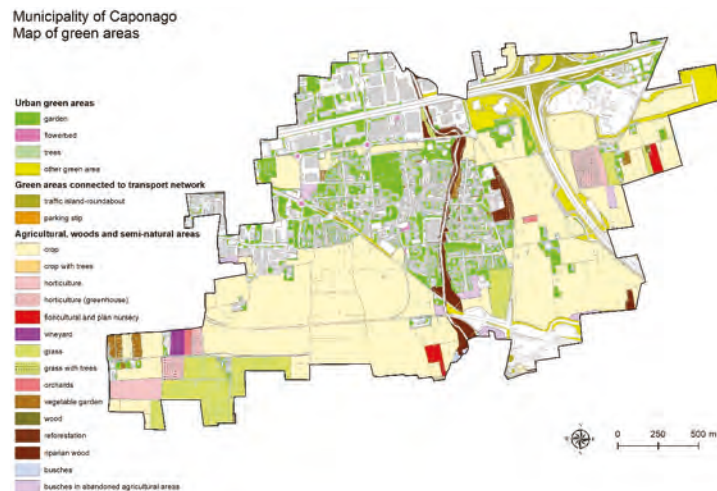 Municipality of Caponago
Map of green areas
Urban green areas
garden
flowerbed
trees
other green area
Green areas connected to transport network
traffic island-roundabout
parking stip
Agricultural, woods and semi-natural areas
crop
crop with trees
horticulture
horticulture (greenhouse)
floricultural and plan nursery
vineyard
grass
grass with trees
orchards
vegetable garden
wood
reforestation
riparian wood
busches
busches in abandoned agricultural areas
0 250 500 m